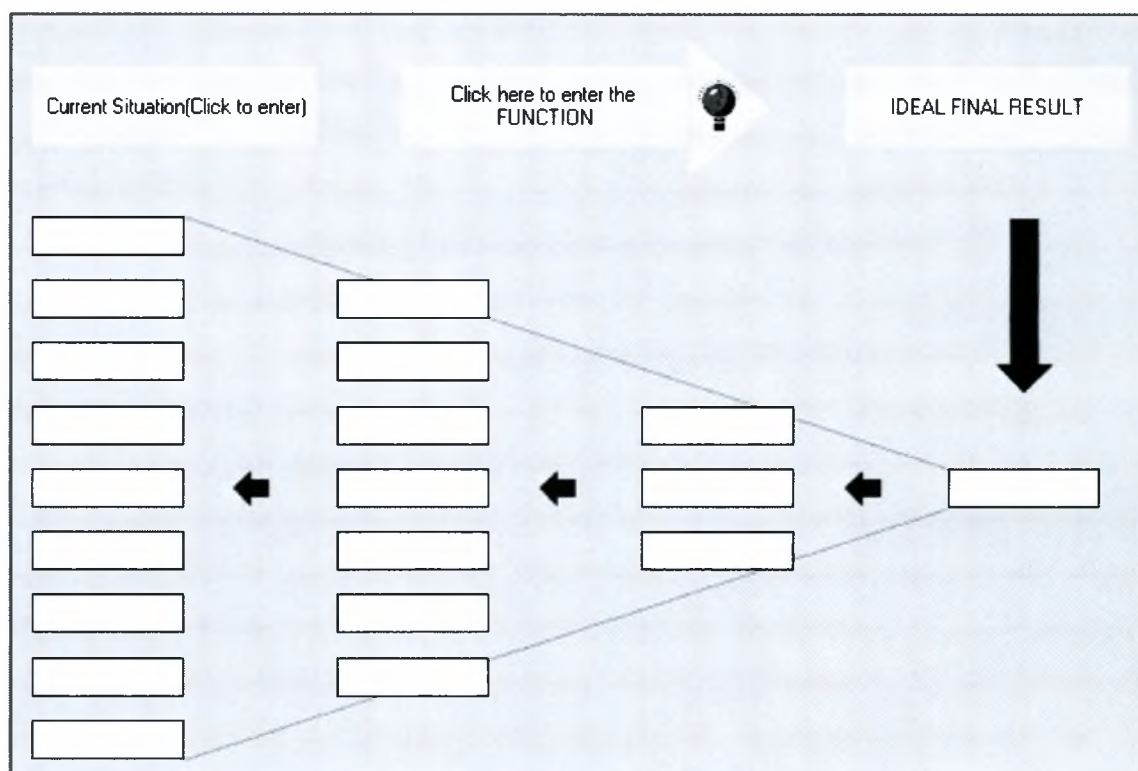 Current Situation(Click to enter)
Click here to enter the
FUNCTION
IDEAL FINAL RESULT